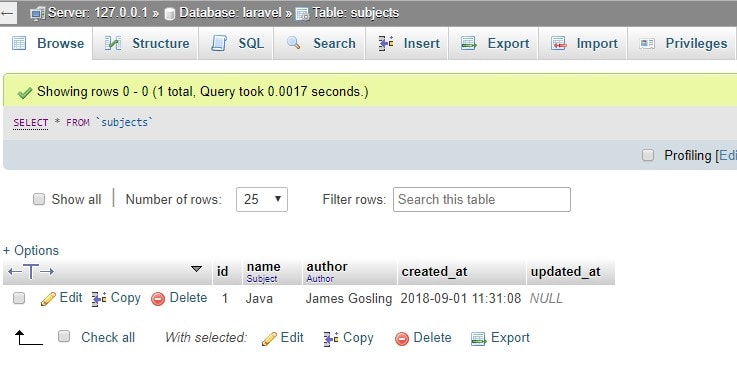 Server: 127.0.0.1 » Database: laravel » Table: subjects
Browse Structure SQL Search Insert Export Import Privileges
Showing rows 0 - 0 (1 total, Query took 0.0017 seconds.)
SELECT * FROM `subjects`
Profiling [Edi
Show all | Number of rows: 25 Filter rows: Search this table
+ Options
←T→ id name author created_at updated_at
Subject Author
Edit Copy Delete 1 Java James Gosling 2018-09-01 11:31:08 NULL
Check all With selected: Edit Copy Delete Export